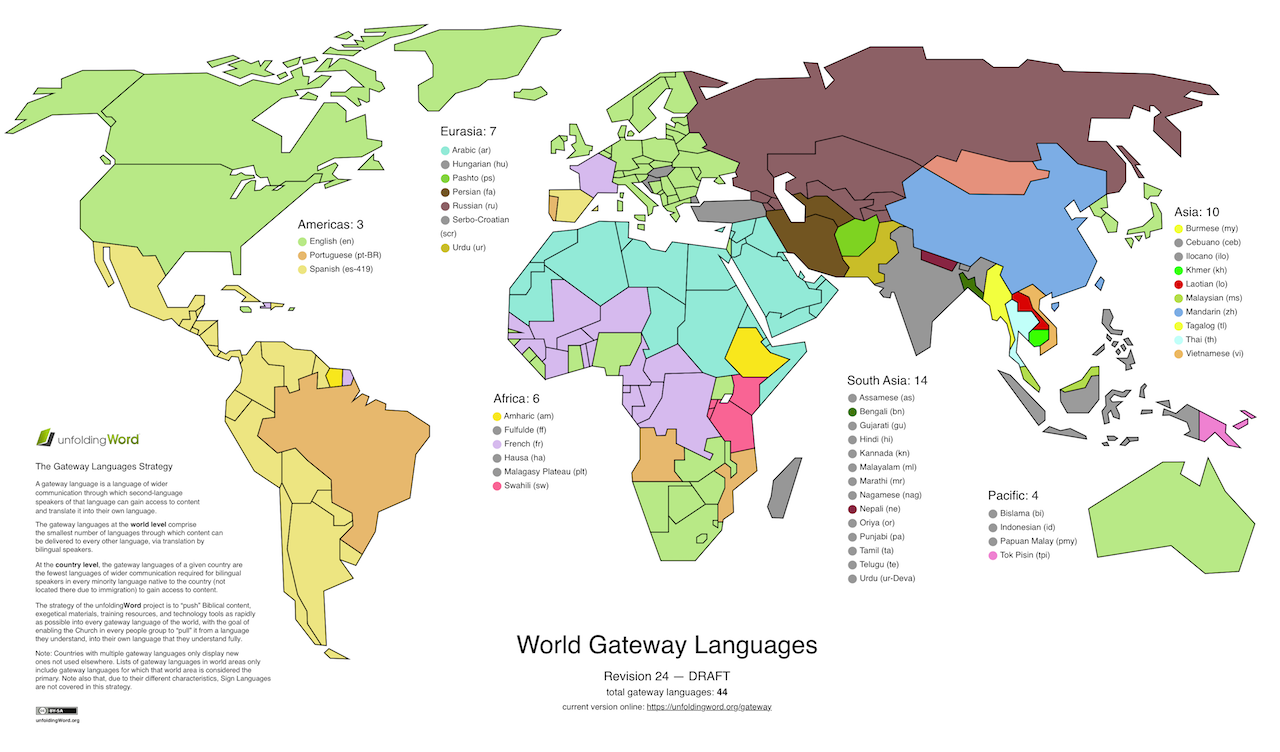 Eurasia: 7
Arabic (ar)
Hungarian (hu)
Pashto (ps)
Persian (fa)
Russian (ru)
Serbo-Croatian
(scr)
Urdu (ur)
Americas: 3
English (en)
Portuguese (pt-BR)
Spanish (es-419)
Asia: 10
Burmese (my)
Cebuano (ceb)
Ilocano (ilo)
Khmer (kh)
Laotian (lo)
Malaysian (ms)
Mandarin (zh)
Tagalog (tl)
Thai (th)
Vietnamese (vi)
Africa: 6
Amharic (am)
Fulfulde (ff)
French (fr)
Hausa (ha)
Malagasy Plateau (plt)
Swahili (sw)
South Asia: 14
Assamese (as)
Bengali (bn)
Gujarati (gu)
Hindi (hi)
Kannada (kn)
Malayalam (ml)
Marathi (mr)
Nagamese (nag)
Nepali (ne)
Oriya (or)
Punjabi (pa)
Tamil (ta)
Telugu (te)
Urdu (ur-Deva)
Pacific: 4
Bislama (bi)
Indonesian (id)
Papuan Malay (pmy)
Tok Pisin (tpi)
unfoldingWord
The Gateway Languages Strategy
A gateway language is a language of wider
communication through which second-language
speakers of that language can gain access to content
and translate it into their own language.
The gateway languages at the world level comprise
the smallest number of languages through which content can
be delivered to every other language, via translation by
bilingual speakers.
At the country level, the gateway languages of a given country are
the fewest languages of wider communication required for bilingual
speakers in every minority language native to the country (not
located there due to immigration) to gain access to content.
The strategy of the unfoldingWord project is to "push" Biblical content,
exegetical materials, training resources, and technology tools as rapidly
as possible into every gateway language of the world, with the goal of
enabling the Church in every people group to "pull" it from a language
they understand, into their own language that they understand fully.
Note: Countries with multiple gateway languages only display new
ones not used elsewhere. Lists of gateway languages in world areas only
include gateway languages for which that world area is considered the
primary. Note also that, due to their different characteristics, Sign Languages
are not covered in this strategy.
BY-SA
unfoldingWord.org
World Gateway Languages
Revision 24 — DRAFT
total gateway languages: 44
current version online: https://unfoldingword.org/gateway